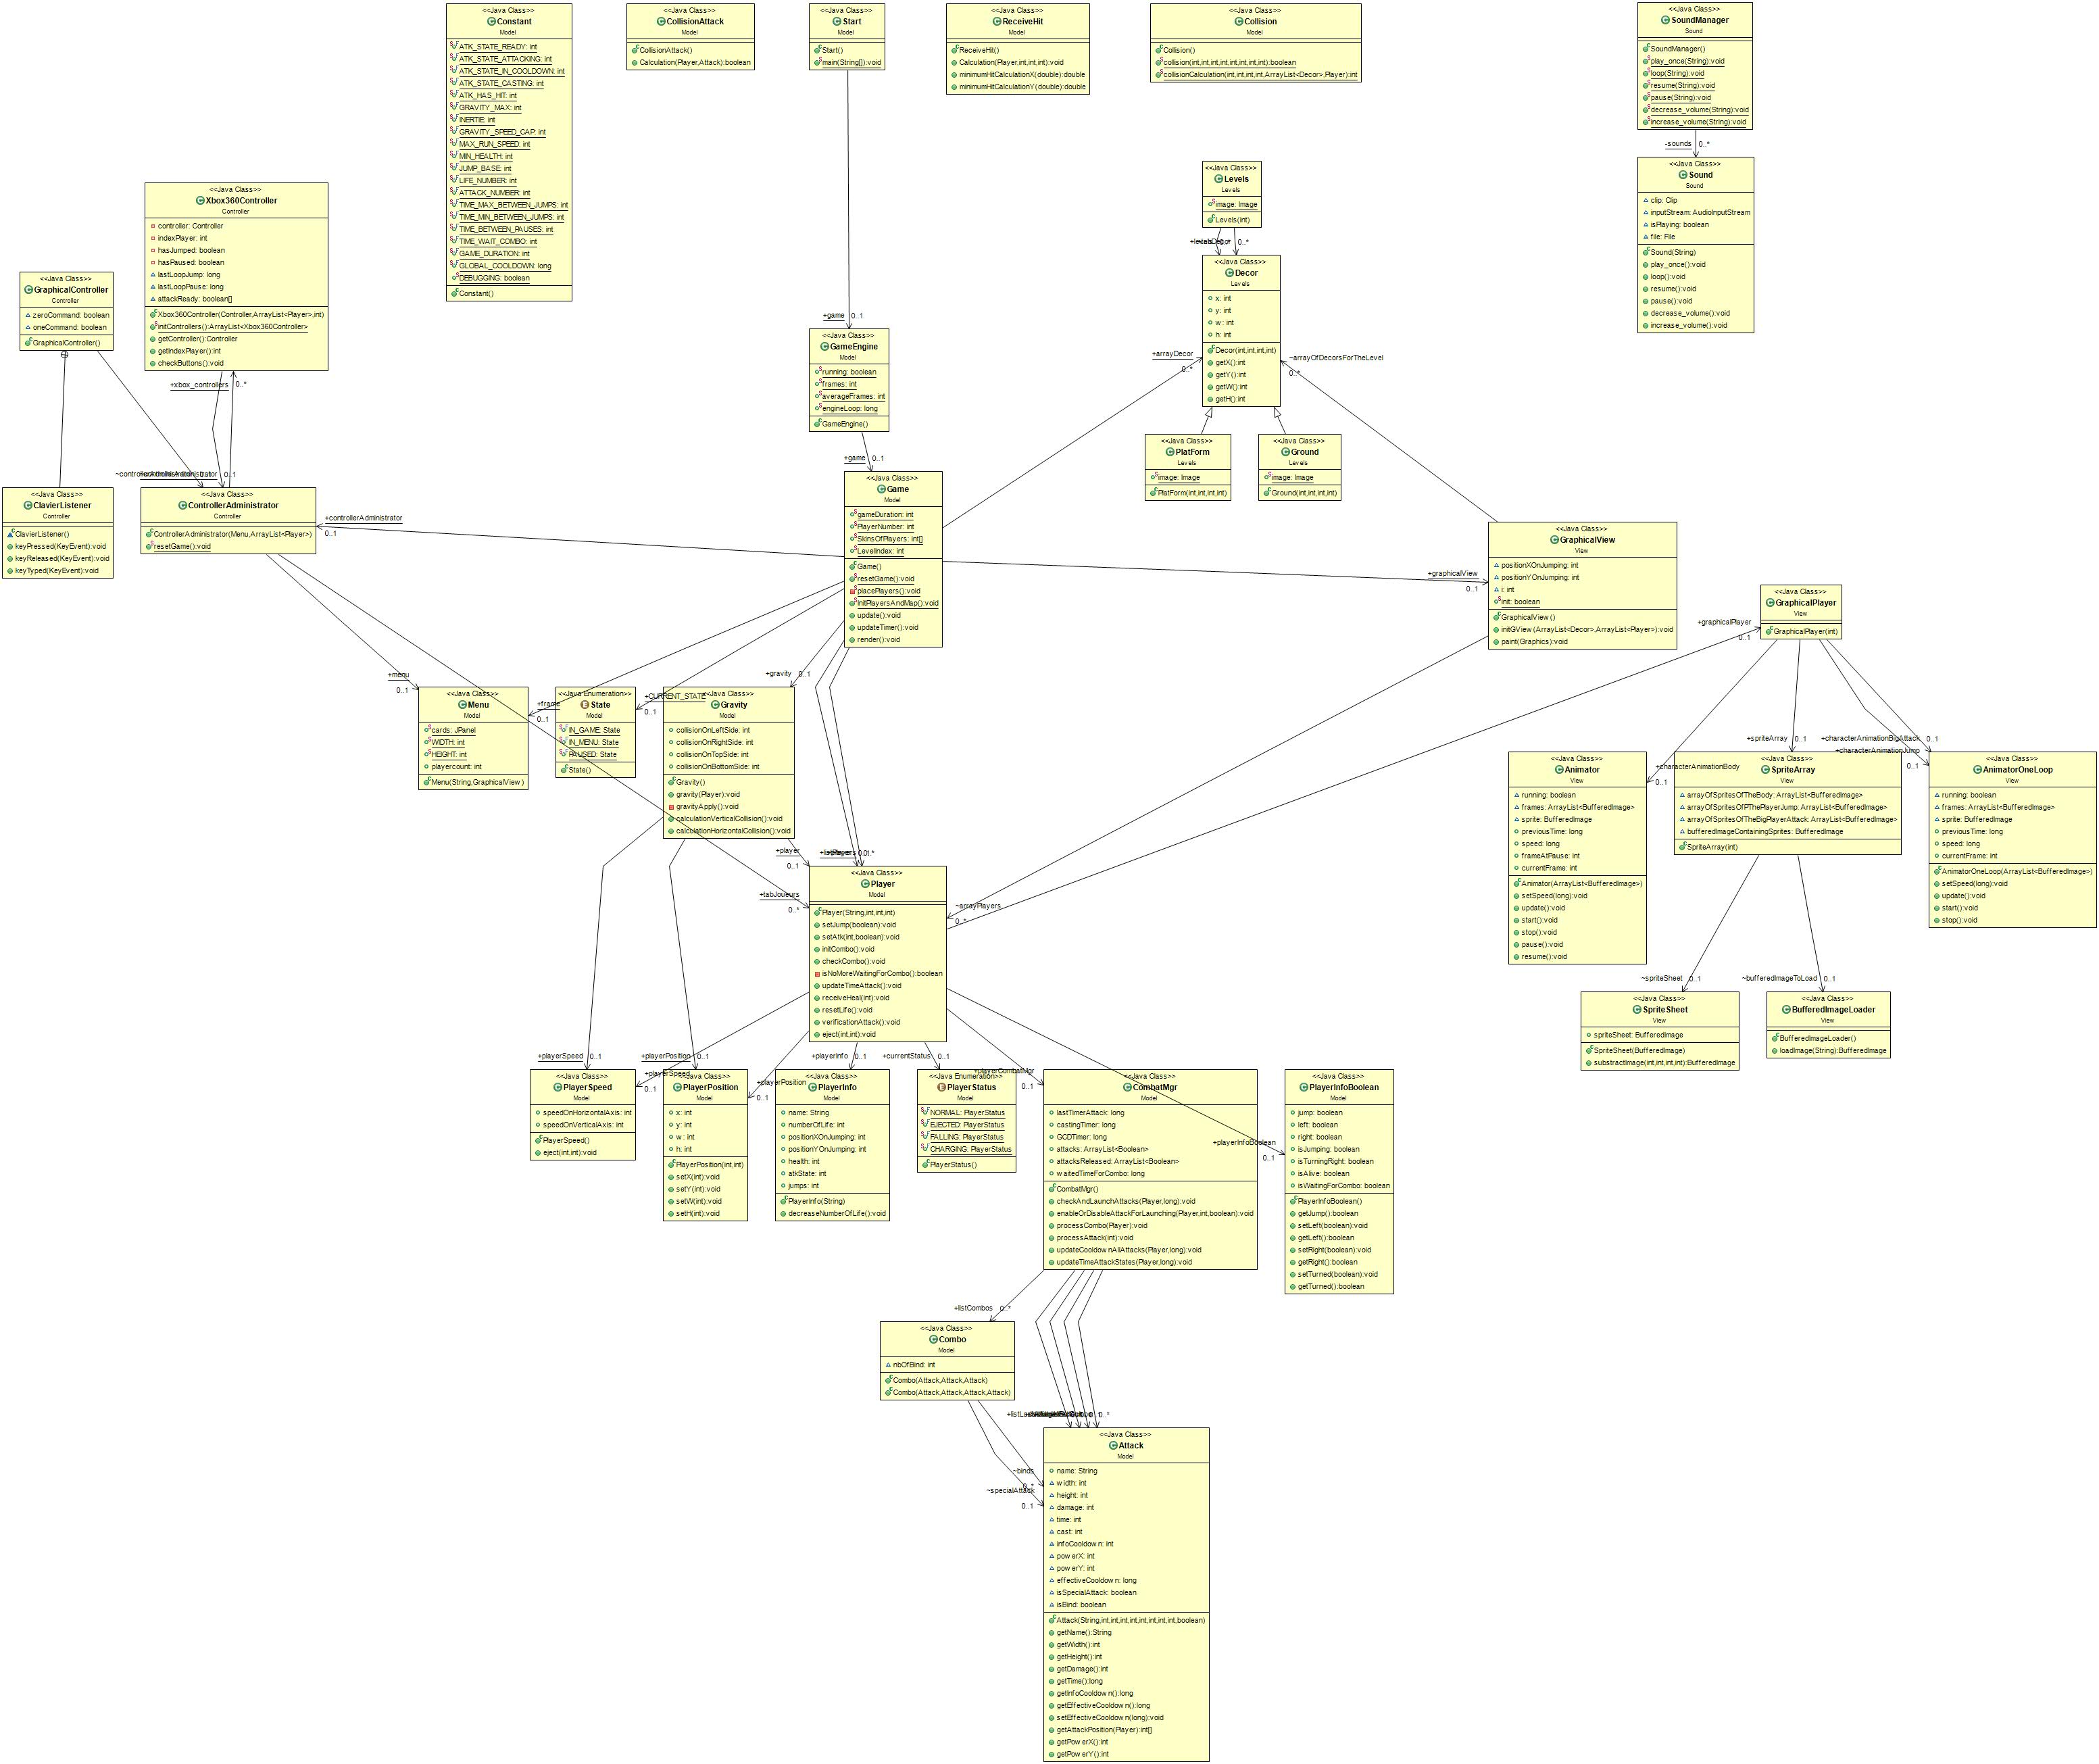 <<Java Class>>
Constant
Model
ATK_STATE_READY: int
ATK_STATE_ATTACKING: int
ATK_STATE_IN_COOLDOWN: int
ATK_STATE_CASTING: int
ATK_HAS_HIT: int
GRAVITY_MAX: int
INERTIE: int
GRAVITY_SPEED_CAP: int
MAX_RUN_SPEED: int
MIN_HEALTH: int
JUMP_BASE: int
LIFE_NUMBER: int
ATTACK_NUMBER: int
TIME_MAX_BETWEEN_JUMPS: int
TIME_MIN_BETWEEN_JUMPS: int
TIME_BETWEEN_PAUSES: int
TIME_WAIT_COMBO: int
GAME_DURATION: int
GLOBAL_COOLDOWN: long
DEBUGGING: boolean
Constant()
<<Java Class>>
CollisionAttack
Model
CollisionAttack()
Calculation(Player,Attack):boolean
<<Java Class>>
Start
Model
Start()
main(String[]):void
<<Java Class>>
ReceiveHit
Model
ReceiveHit()
Calculation(Player,int,int,int):void
minimumHitCalculationX(double):double
minimumHitCalculationY(double):double
<<Java Class>>
Collision
Model
Collision()
collision(int,int,int,int,int,int,int,int):boolean
collisionCalculation(int,int,int,int,ArrayList<Decor>,Player):int
<<Java Class>>
SoundManager
Sound
SoundManager()
play_once(String):void
loop(String):void
resume(String):void
pause(String):void
decrease_volume(String):void
increase_volume(String):void
-sounds
0..*
<<Java Class>>
Sound
Sound
clip: Clip
inputStream: AudioInputStream
isPlaying: boolean
file: File
Sound(String)
play_once():void
loop():void
resume():void
pause():void
decrease_volume():void
increase_volume():void
<<Java Class>>
Levels
Levels
image: Image
Levels(int)
0..*
<<Java Class>>
Decor
Levels
x: int
y: int
w: int
h: int
Decor(int,int,int,int)
getX():int
getY():int
getW():int
getH():int
+arrayDecor
0..*
~arrayOfDecorsForTheLevel
0..*
<<Java Class>>
PlatForm
Levels
image: Image
PlatForm(int,int,int,int)
<<Java Class>>
Ground
Levels
image: Image
Ground(int,int,int,int)
<<Java Class>>
Xbox360Controller
Controller
controller: Controller
indexPlayer: int
hasJumped: boolean
hasPaused: boolean
lastLoopJump: long
lastLoopPause: long
attackReady: boolean[]
Xbox360Controller(Controller,ArrayList<Player>,int)
initControllers():ArrayList<Xbox360Controller>
getController():Controller
getIndexPlayer():int
checkButtons():void
+xbox_controllers
0..*
<<Java Class>>
GraphicalController
Controller
zeroCommand: boolean
oneCommand: boolean
GraphicalController()
0..1
<<Java Class>>
ClavierListener
Controller
ClavierListener()
keyPressed(KeyEvent):void
keyReleased(KeyEvent):void
keyTyped(KeyEvent):void
<<Java Class>>
ControllerAdministrator
Controller
ControllerAdministrator(Menu,ArrayList<Player>)
resetGame():void
+controllerAdministrator
0..1
+game
0..1
<<Java Class>>
GameEngine
Model
running: boolean
frames: int
averageFrames: int
engineLoop: long
GameEngine()
+game
0..1
<<Java Class>>
Game
Model
gameDuration: int
PlayerNumber: int
SkinsOfPlayers: int[]
LevelIndex: int
Game()
resetGame():void
placePlayers():void
InitPlayersAndMap():void
update():void
updateTimer():void
render():void
+graphicalView
0..1
<<Java Class>>
GraphicalView
View
positionXOnJumping: int
positionYOnJumping: int
i: int
init: boolean
GraphicalView()
initGView(ArrayList<Decor>,ArrayList<Player>):void
paint(Graphics):void
<<Java Class>>
GraphicalPlayer
View
GraphicalPlayer(int)
+graphicalPlayer
0..1
+menu
0..1
<<Java Class>>
Menu
Model
cards: JPanel
WIDTH: int
HEIGHT: int
playercount: int
Menu(String,GraphicalView)
+frame
0..1
<<Java Enumeration>>
State
Model
IN_GAME: State
IN_MENU: State
PAUSED: State
State()
+CURRENT_STATE
0..1
+gravity
0..1
<<Java Class>>
Gravity
Model
collisionOnLeftSide: int
collisionOnRightSide: int
collisionOnTopSide: int
collisionOnBottomSide: int
Gravity()
gravity(Player):void
gravityApply():void
calculationVerticalCollision():void
calculationHorizontalCollision():void
+spriteArray
0..1
+characterAnimationBigAttack
0..1
+characterAnimationJump
0..1
+characterAnimationBody
0..1
<<Java Class>>
Animator
View
running: boolean
frames: ArrayList<BufferedImage>
sprite: BufferedImage
previousTime: long
speed: long
frameAtPause: int
currentFrame: int
Animator(ArrayList<BufferedImage>)
setSpeed(long):void
update():void
start():void
stop():void
pause():void
resume():void
<<Java Class>>
SpriteArray
View
arrayOfSpritesOfTheBody: ArrayList<BufferedImage>
arrayOfSpritesOfPThePlayerJump: ArrayList<BufferedImage>
arrayOfSpritesOfTheBigPlayerAttack: ArrayList<BufferedImage>
bufferedImageContainingSprites: BufferedImage
SpriteArray(int)
<<Java Class>>
AnimatorOneLoop
View
running: boolean
frames: ArrayList<BufferedImage>
sprite: BufferedImage
previousTime: long
speed: long
currentFrame: int
AnimatorOneLoop(ArrayList<BufferedImage>)
setSpeed(long):void
update():void
start():void
stop():void
+player
0..1
+tabJoueurs
0..*
~arrayPlayers
0..*
<<Java Class>>
Player
Model
Player(String,int,int,int)
setJump(boolean):void
setAtk(int,boolean):void
initCombo():void
checkCombo():void
isNoMoreWaitingForCombo():boolean
updateTimeAttack():void
receiveHeal(int):void
resetLife():void
verificationAttack():void
eject(int,int):void
~spriteSheet
0..1
~bufferedImageToLoad
0..1
<<Java Class>>
SpriteSheet
View
spriteSheet: BufferedImage
SpriteSheet(BufferedImage)
substractImage(int,int,int,int):BufferedImage
<<Java Class>>
BufferedImageLoader
View
BufferedImageLoader()
loadImage(String):BufferedImage
+playerSpeed
0..1
+playerPosition
0..1
+playerInfo
0..1
+currentStatus
0..1
+playerSpeed
0..1
+playerPosition
0..1
+playerCombatMgr
0..1
+playerInfoBoolean
0..1
<<Java Class>>
PlayerSpeed
Model
speedOnHorizontalAxis: int
speedOnVerticalAxis: int
PlayerSpeed()
eject(int,int):void
<<Java Class>>
PlayerPosition
Model
x: int
y: int
w: int
h: int
PlayerPosition(int,int)
setX(int):void
setY(int):void
setW(int):void
setH(int):void
<<Java Class>>
PlayerInfo
Model
name: String
numberOfLife: int
positionXOnJumping: int
positionYOnJumping: int
health: int
atkState: int
jumps: int
PlayerInfo(String)
decreaseNumberOfLife():void
<<Java Enumeration>>
PlayerStatus
Model
NORMAL: PlayerStatus
EJECTED: PlayerStatus
FALLING: PlayerStatus
CHARGING: PlayerStatus
PlayerStatus()
<<Java Class>>
CombatMgr
Model
lastTimerAttack: long
castingTimer: long
GCDTimer: long
attacks: ArrayList<Boolean>
attacksReleased: ArrayList<Boolean>
waitedTimeForCombo: long
CombatMgr()
checkAndLaunchAttacks(Player,long):void
enableOrDisableAttackForLaunching(Player,int,boolean):void
processCombo(Player):void
processAttack(int):void
updateCooldownAllAttacks(Player,long):void
updateTimeAttackStates(Player,long):void
<<Java Class>>
PlayerInfoBoolean
Model
jump: boolean
left: boolean
right: boolean
isJumping: boolean
isTurningRight: boolean
isAlive: boolean
isWaitingForCombo: boolean
PlayerInfoBoolean()
getJump():boolean
setLeft(boolean):void
getLeft():boolean
setRight(boolean):void
getRight():boolean
setTurned(boolean):void
getTurned():boolean
+listCombos
0..*
<<Java Class>>
Combo
Model
nbOfBind: int
Combo(Attack,Attack,Attack)
Combo(Attack,Attack,Attack,Attack)
~binds
0..*
~specialAttack
0..1
0..*
<<Java Class>>
Attack
Model
name: String
width: int
height: int
damage: int
time: int
cast: int
infoCooldown: int
powerX: int
powerY: int
effectiveCooldown: long
isSpecialAttack: boolean
isBind: boolean
Attack(String,int,int,int,int,int,int,int,int,boolean)
getName():String
getWidth():int
getHeight():int
getDamage():int
getTime():long
getInfoCooldown():long
getEffectiveCooldown():long
setEffectiveCooldown(long):void
getAttackPosition(Player):int[]
getPowerX():int
getPowerY():int